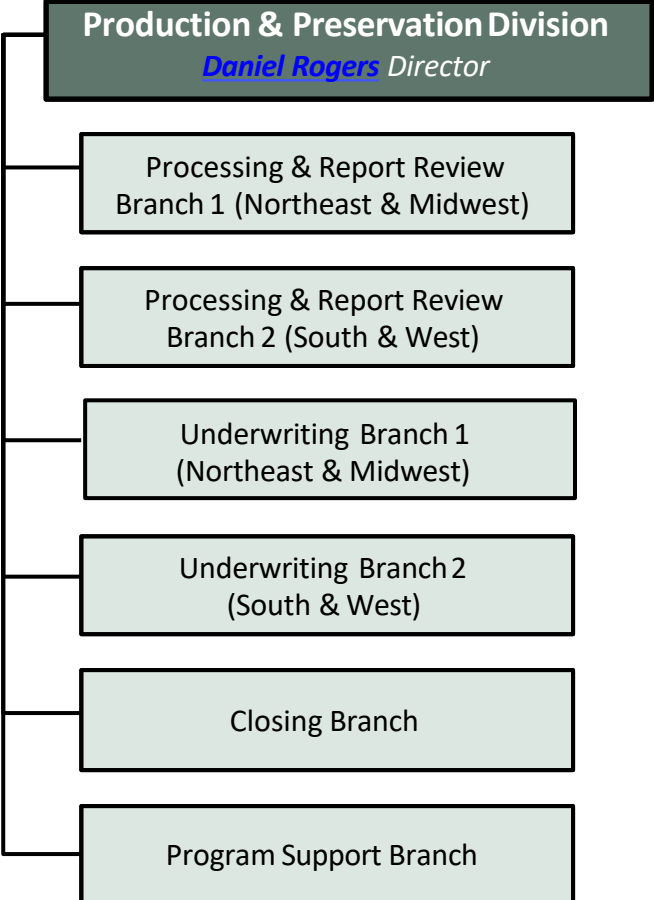 Production & Preservation Division
Daniel Rogers Director
Processing & Report Review
Branch 1 (Northeast & Midwest)
Processing & Report Review
Branch 2 (South & West)
Underwriting Branch 1
(Northeast & Midwest)
Underwriting Branch 2
(South & West)
Closing Branch
Program Support Branch